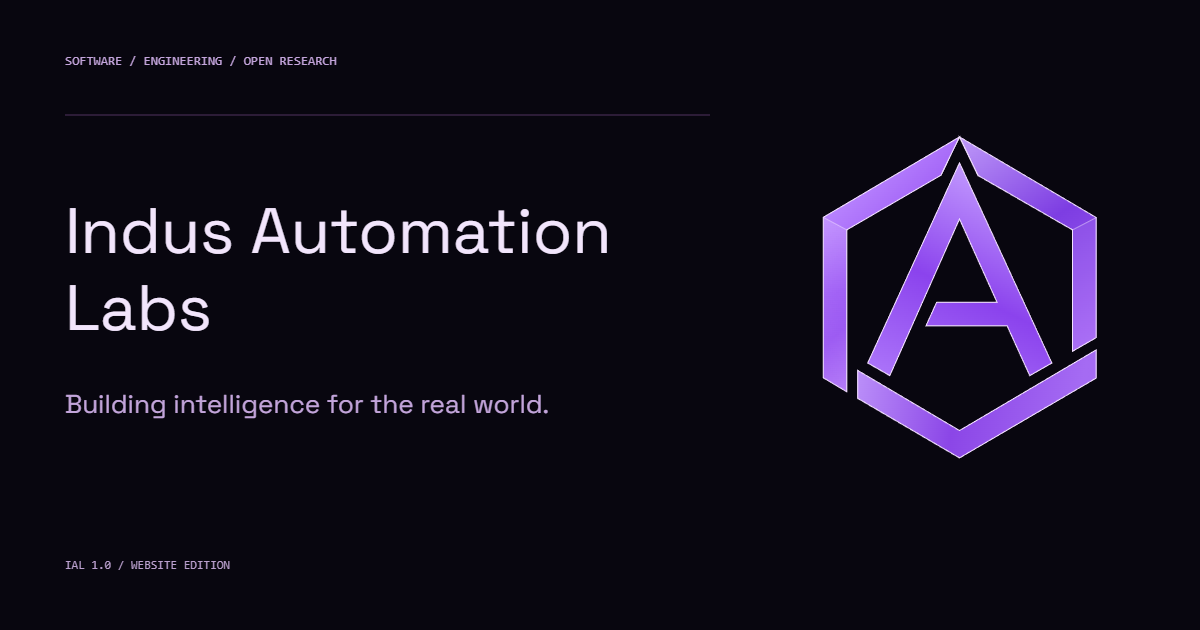 SOFTWARE / ENGINEERING / OPEN RESEARCH
Indus Automation
Labs
Building intelligence for the real world.
IAL 1.0 / WEBSITE EDITION